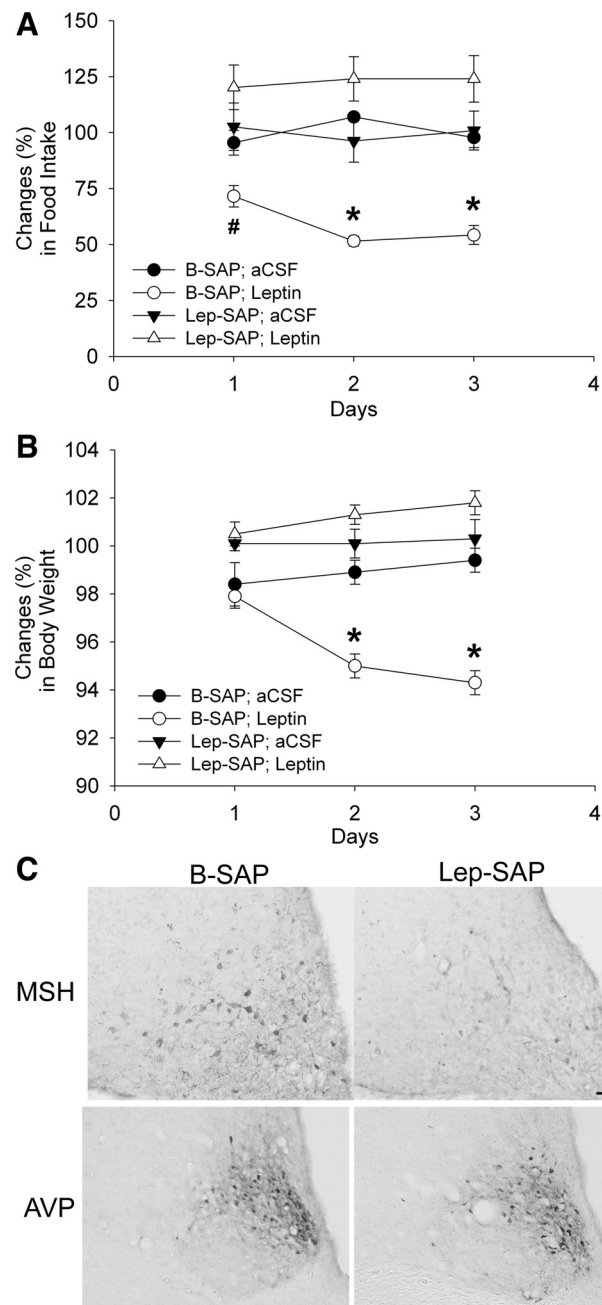 A
Changes (%)
in Food Intake
150
125
100
75
50
25
0
#
*
*
B-SAP; aCSF
B-SAP; Leptin
Lep-SAP; aCSF
Lep-SAP; Leptin
0 1 2 3 4
Days
B
Changes (%)
in Body Weight
104
102
100
98
96
94
92
90
*
*
B-SAP; aCSF
B-SAP; Leptin
Lep-SAP; aCSF
Lep-SAP; Leptin
0 1 2 3 4
Days
C
B-SAP Lep-SAP
MSH
AVP